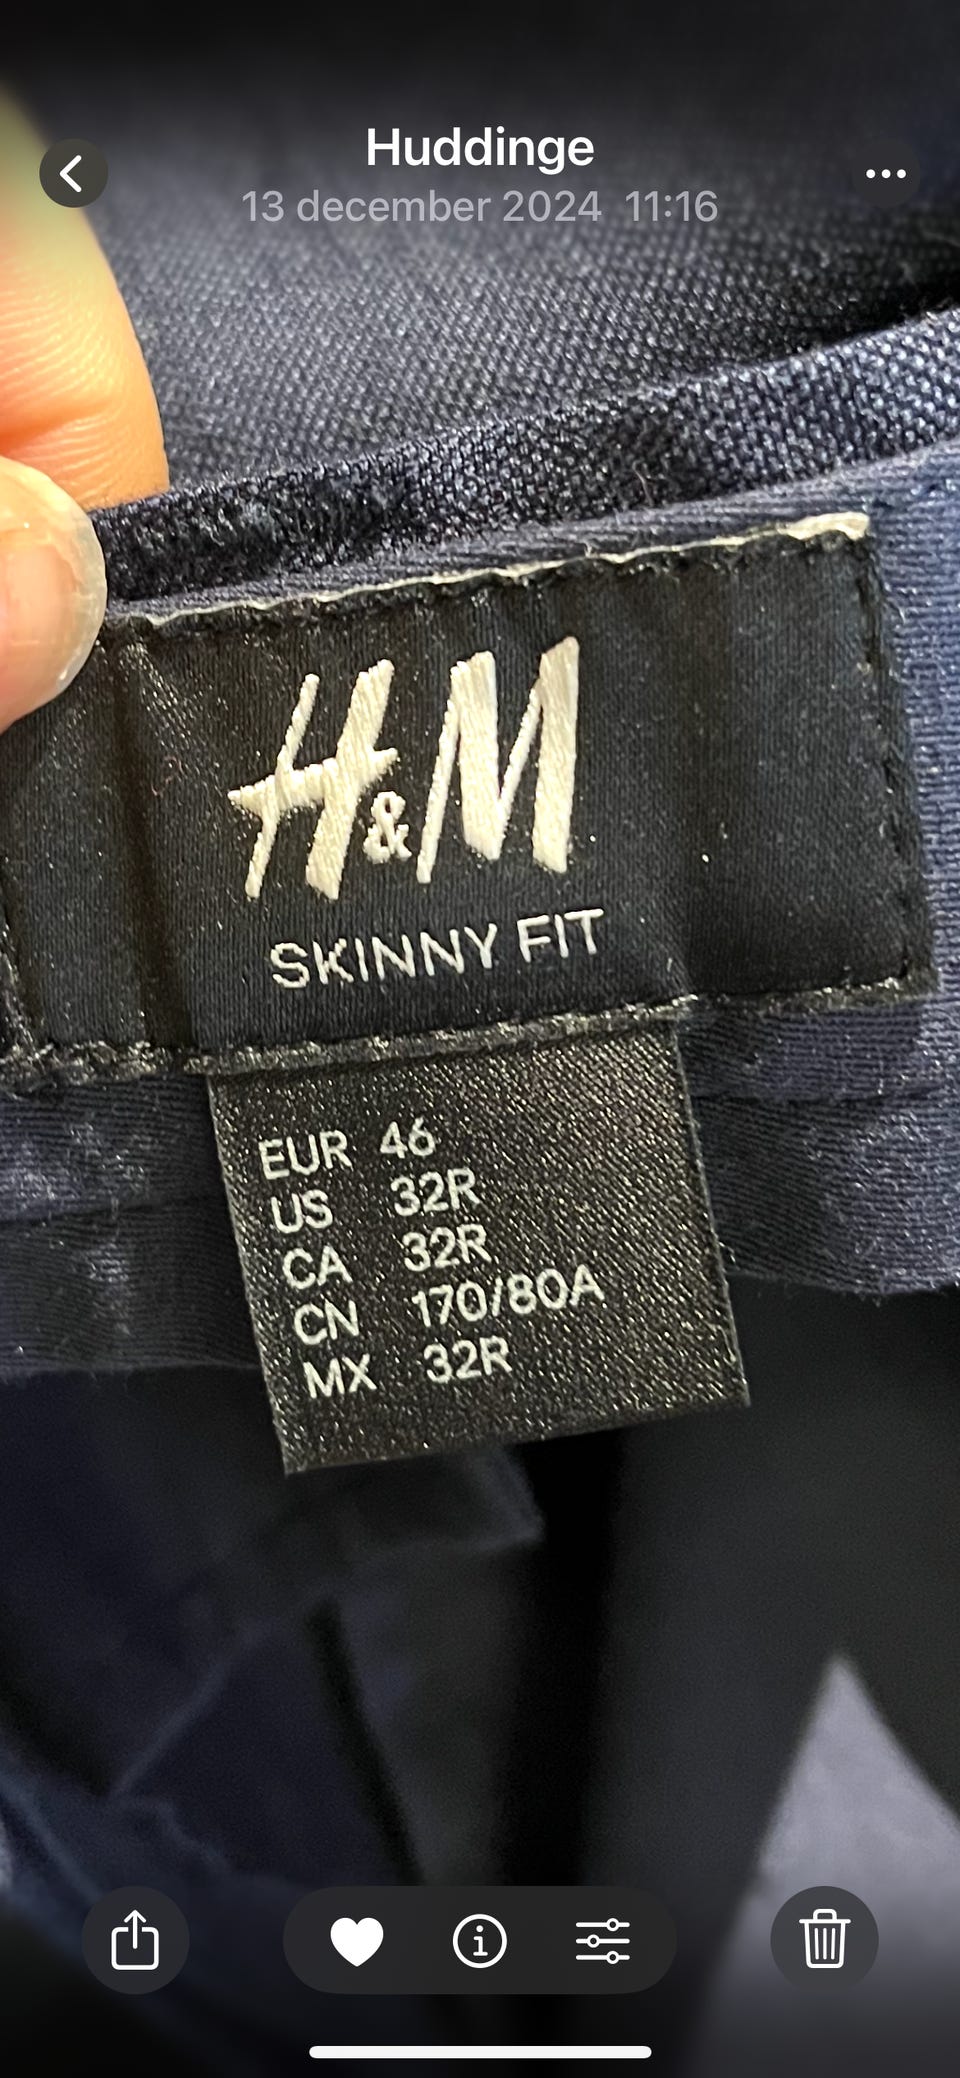 Huddinge
13 december 2024 11:16
H&M
SKINNY FIT
EUR 46
US 32R
CA 32R
CN 170/80A
MX 32R